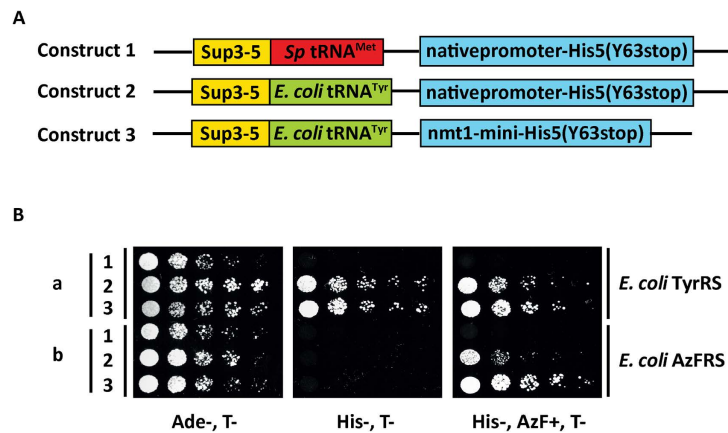 A
Construct 1 Sup3-5 Sp tRNAMet nativepromoter-His5(Y63stop)
Construct 2 Sup3-5 E. coli tRNATyr nativepromoter-His5(Y63stop)
Construct 3 Sup3-5 E. coli tRNATyr nmt1-mini-His5(Y63stop)
B
a
1
2
3
E. coli TyrRS
b
1
2
3
E. coli AzFRS
Ade-, T- His-, T- His-, AzF+, T-